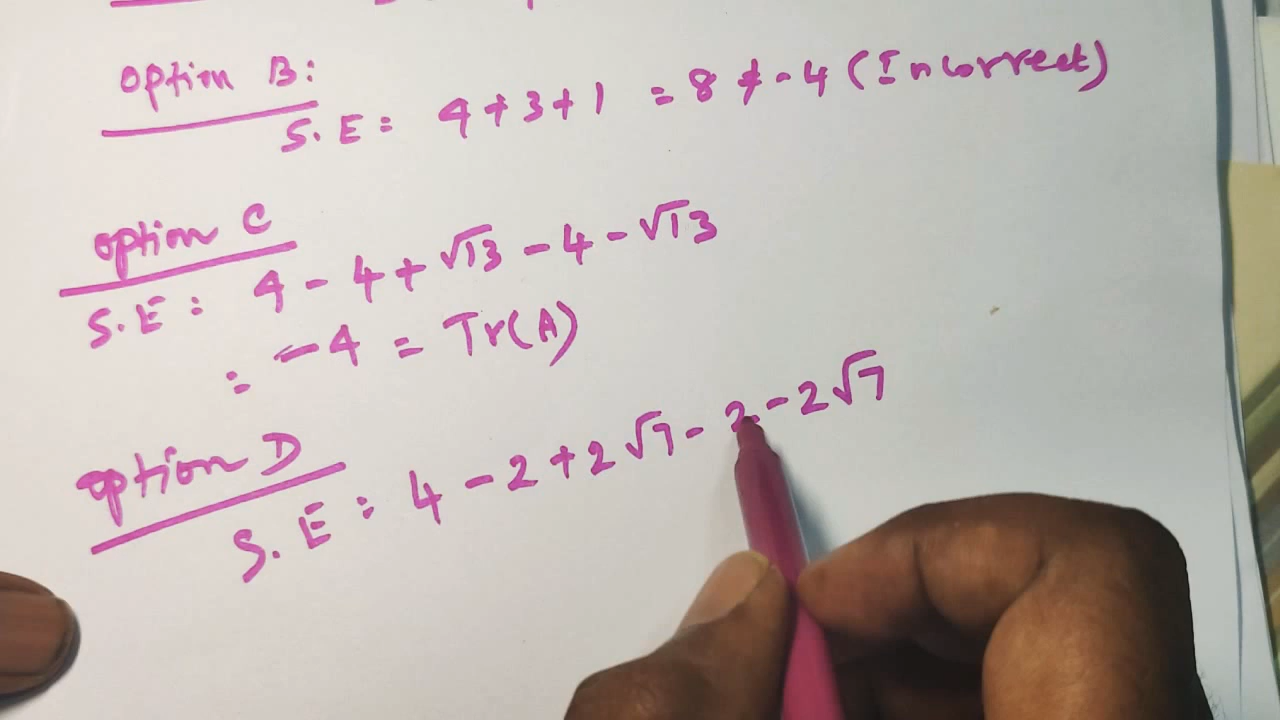 option B:
S.E: 4+3+1 = 8 ≠ -4 (Incorrect)
option C
S.E: 4 - 4 + √13 - 4 - √13
= -4 = Tr(A)
option D
S.E: 4 - 2 + 2√7 - 2 - 2√7